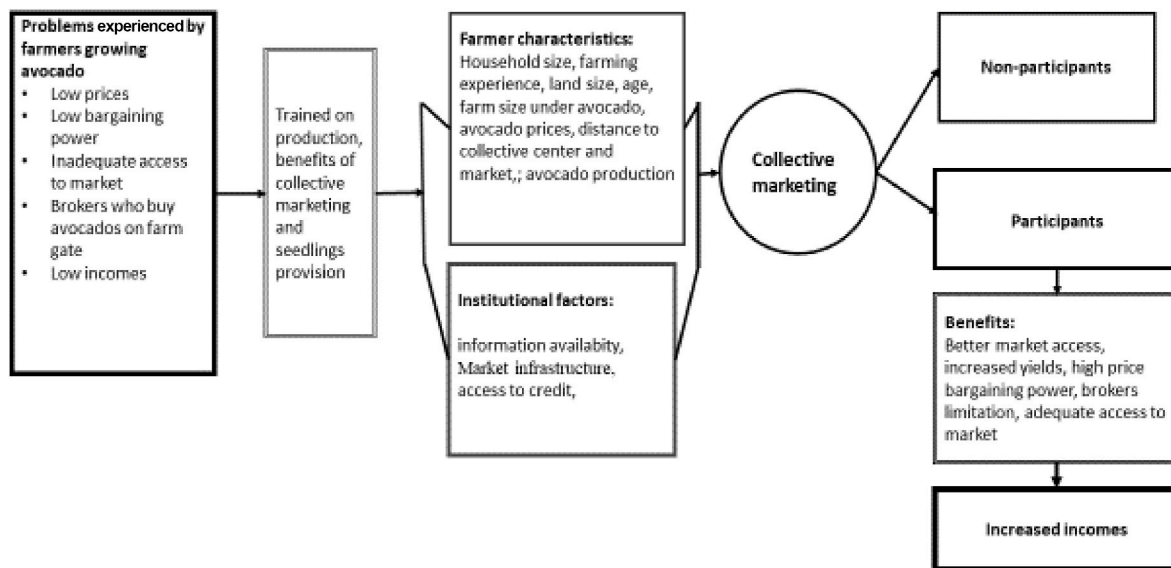 Problems experienced by
farmers growing
avocado
• Low prices
• Low bargaining
power
• Inadequate access
to market
• Brokers who buy
avocados on farm
gate
• Low incomes
Trained on
production,
benefits of
collective
marketing
and
seedlings
provision
Farmer characteristics:
Household size, farming
experience, land size, age,
farm size under avocado,
avocado prices, distance to
collective center and
market,; avocado production
Institutional factors:
information availabity,
Market infrastructure,
access to credit,
Collective
marketing
Non-participants
Participants
Benefits:
Better market access,
increased yields, high price
bargaining power, brokers
limitation, adequate access to
market
Increased incomes